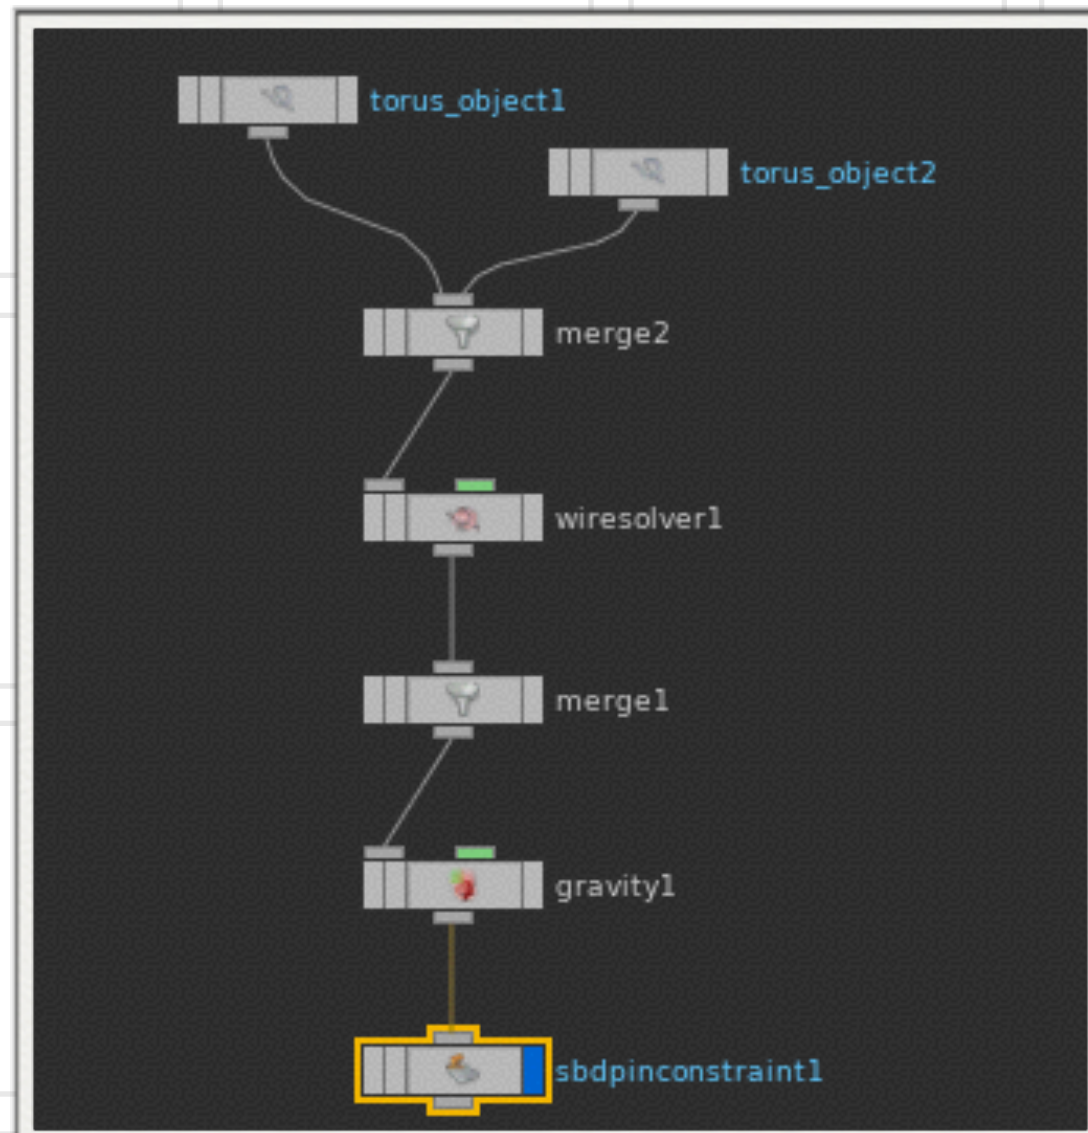 torus_object1
torus_object2
merge2
wiresolver1
merge1
gravity1
sbdpinconstraint1